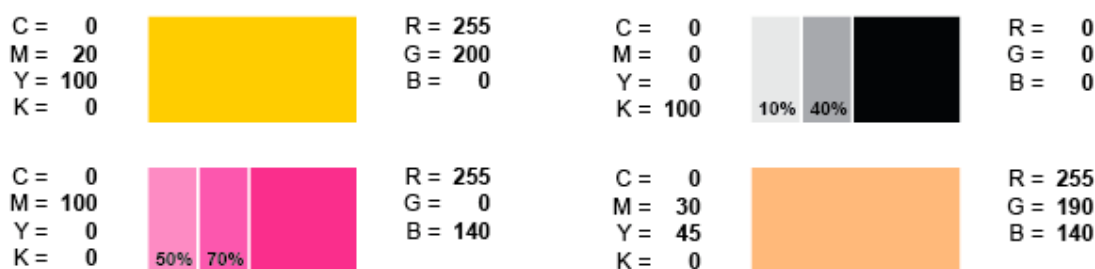 C = 0
M = 20
Y = 100
K = 0
R = 255
G = 200
B = 0
C = 0
M = 0
Y = 0
K = 100
10% 40%
R = 0
G = 0
B = 0
C = 0
M = 100
Y = 0
K = 0
50% 70%
R = 255
G = 0
B = 140
C = 0
M = 30
Y = 45
K = 0
R = 255
G = 190
B = 140